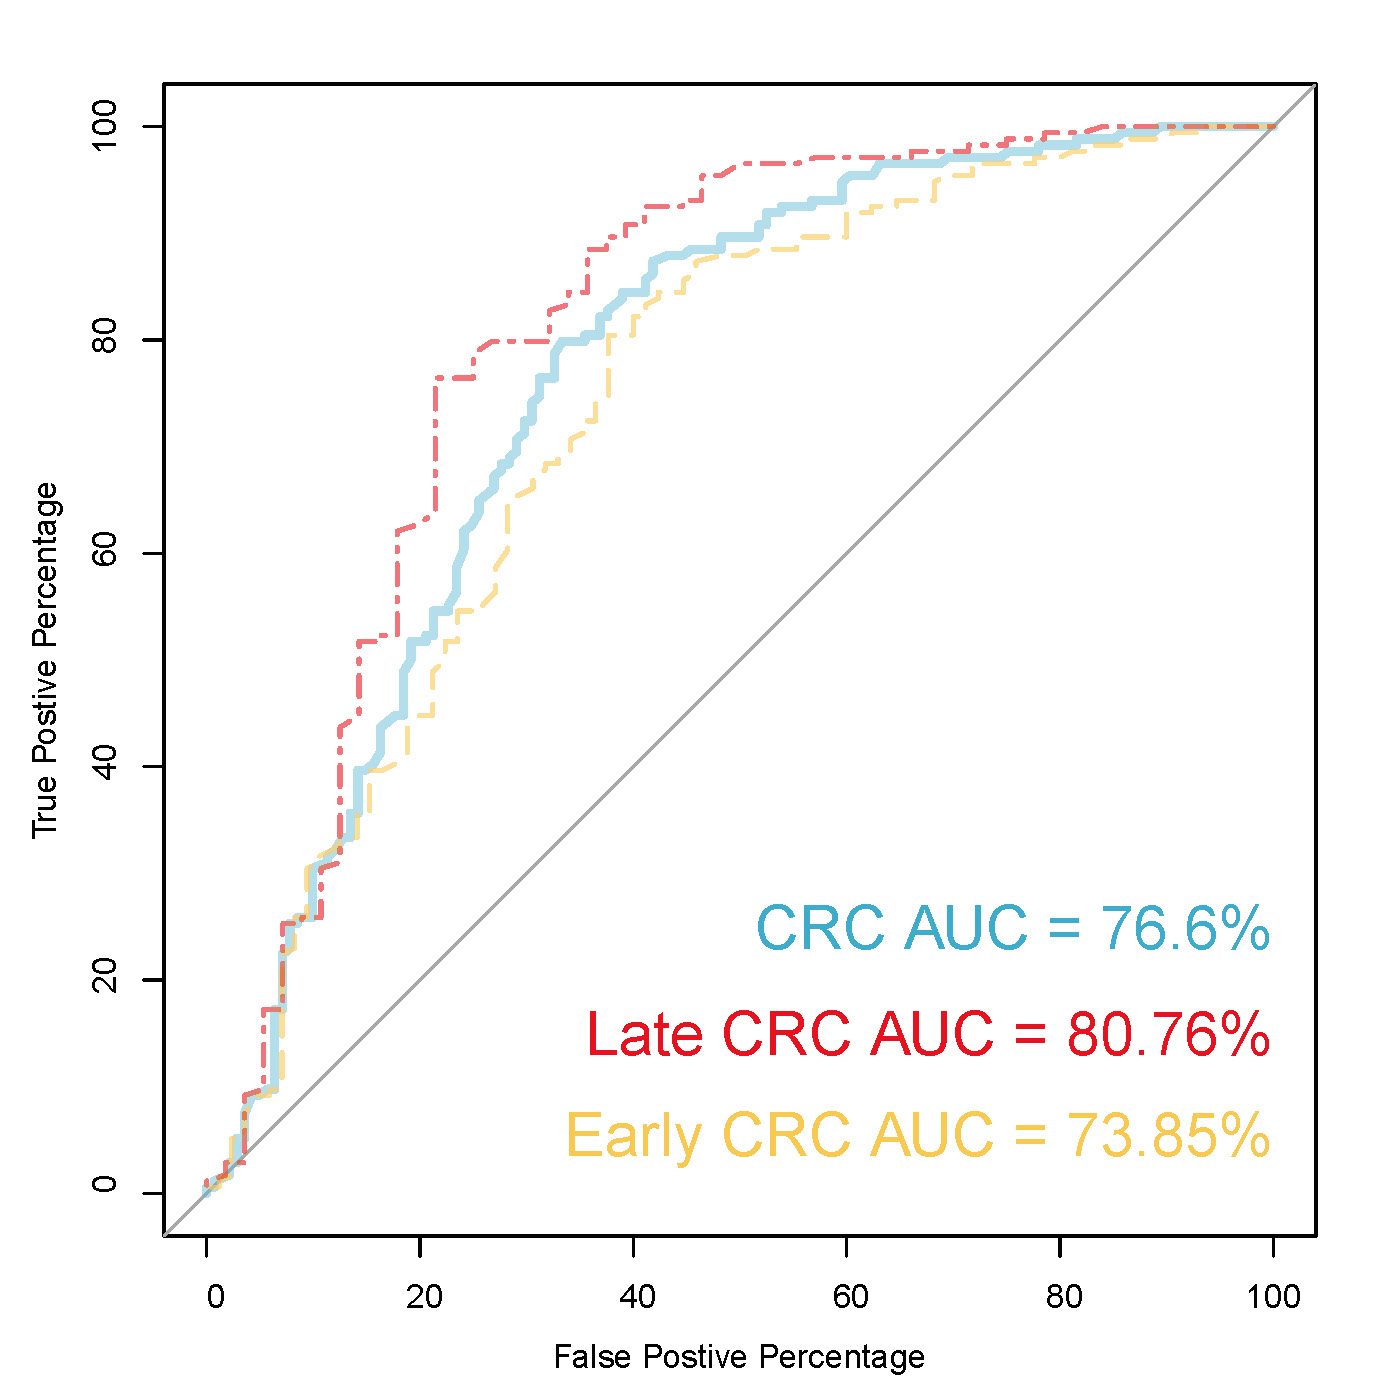 True Postive Percentage
100
80
60
40
20
0
CRC AUC = 76.6%
Late CRC AUC = 80.76%
Early CRC AUC = 73.85%
0 20 40 60 80 100
False Postive Percentage